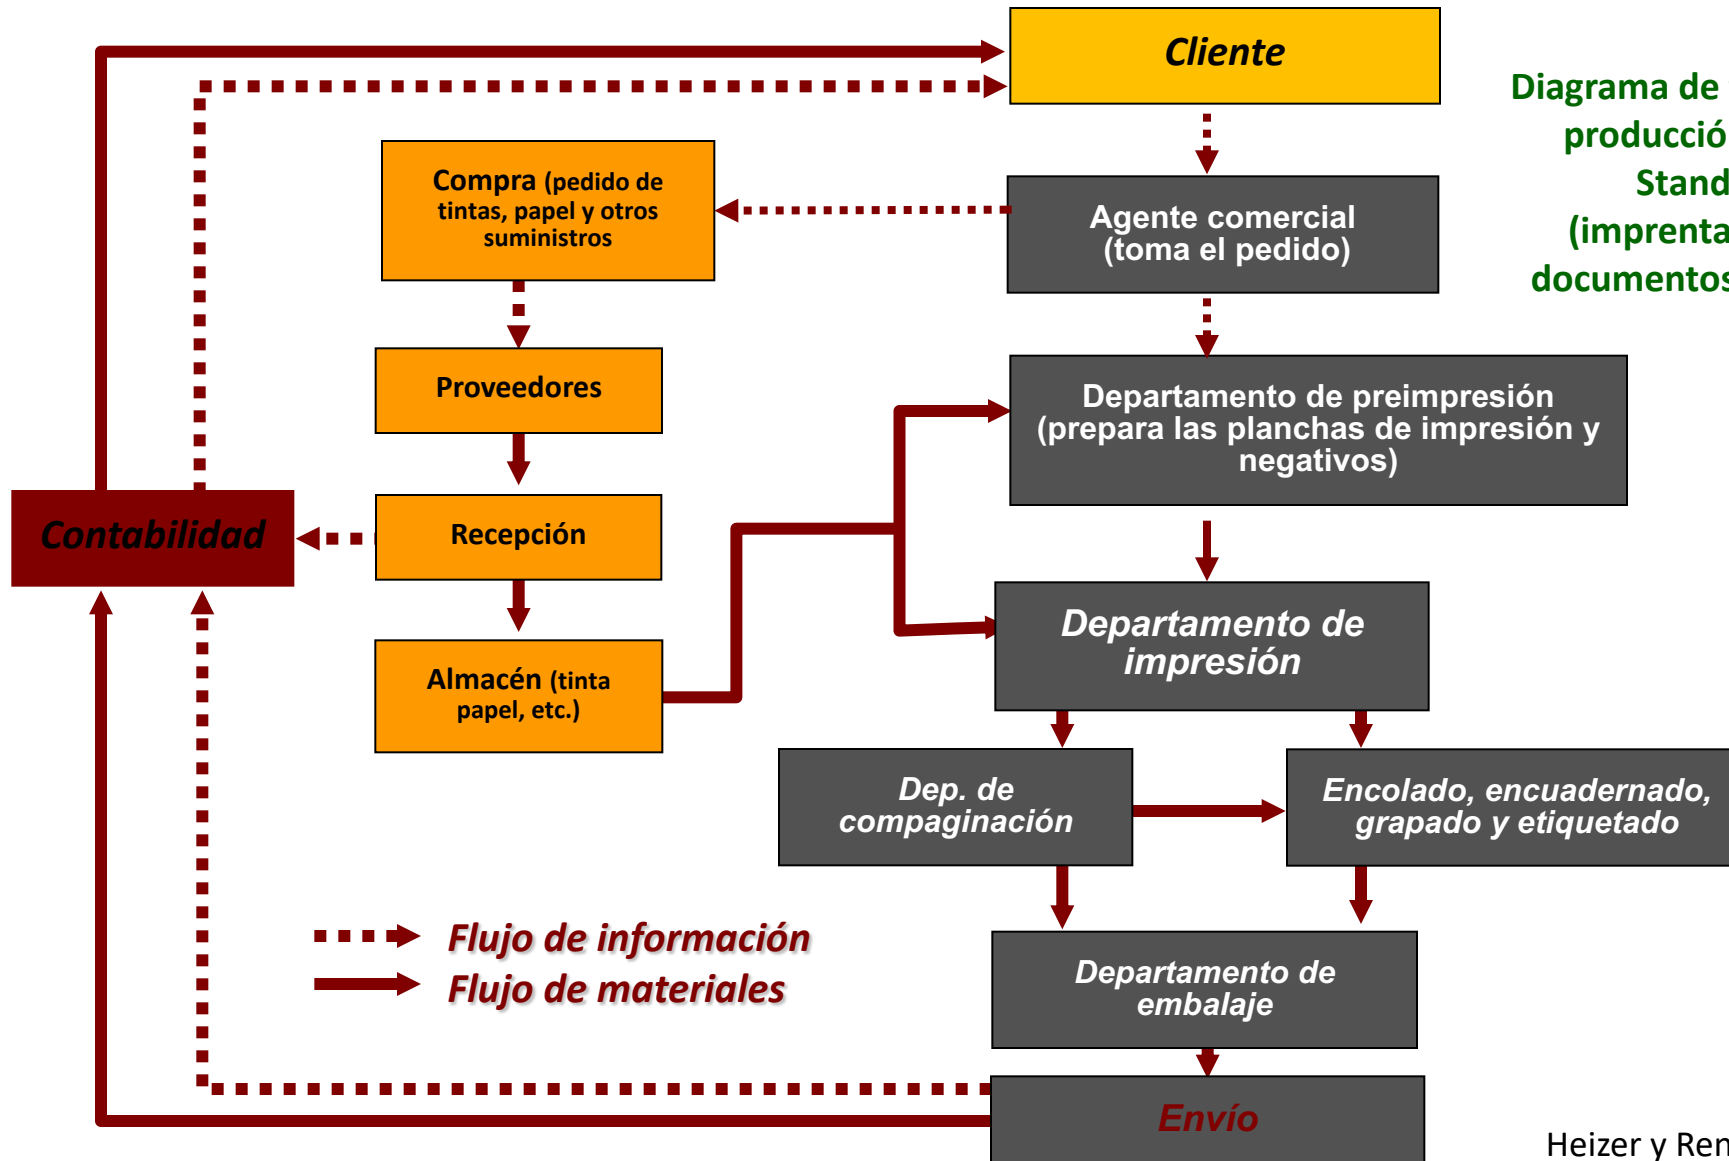 Cliente
Diagrama de
producció
Stand
(imprenta
documentos
Compra (pedido de
tintas, papel y otros
suministros
Agente comercial
(toma el pedido)
Proveedores
Departamento de preimpresión
(prepara las planchas de impresión y
negativos)
Contabilidad
Recepción
Departamento de
impresión
Almacén (tinta
papel, etc.)
Dep. de
compaginación
Encolado, encuadernado,
grapado y etiquetado
Flujo de información
Flujo de materiales
Departamento de
embalaje
Envío
Heizer y Ren